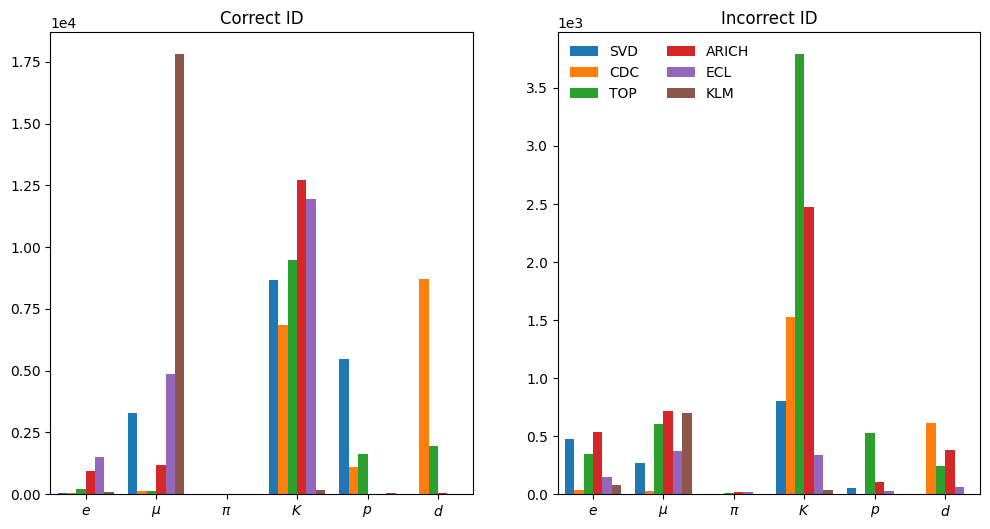 Correct ID
1e4
1.75
1.50
1.25
1.00
0.75
0.50
0.25
0.00
e
μ
π
K
p
d
Incorrect ID
1e3
SVD
CDC
TOP
ARICH
ECL
KLM
3.5
3.0
2.5
2.0
1.5
1.0
0.5
0.0
e
μ
π
K
p
d